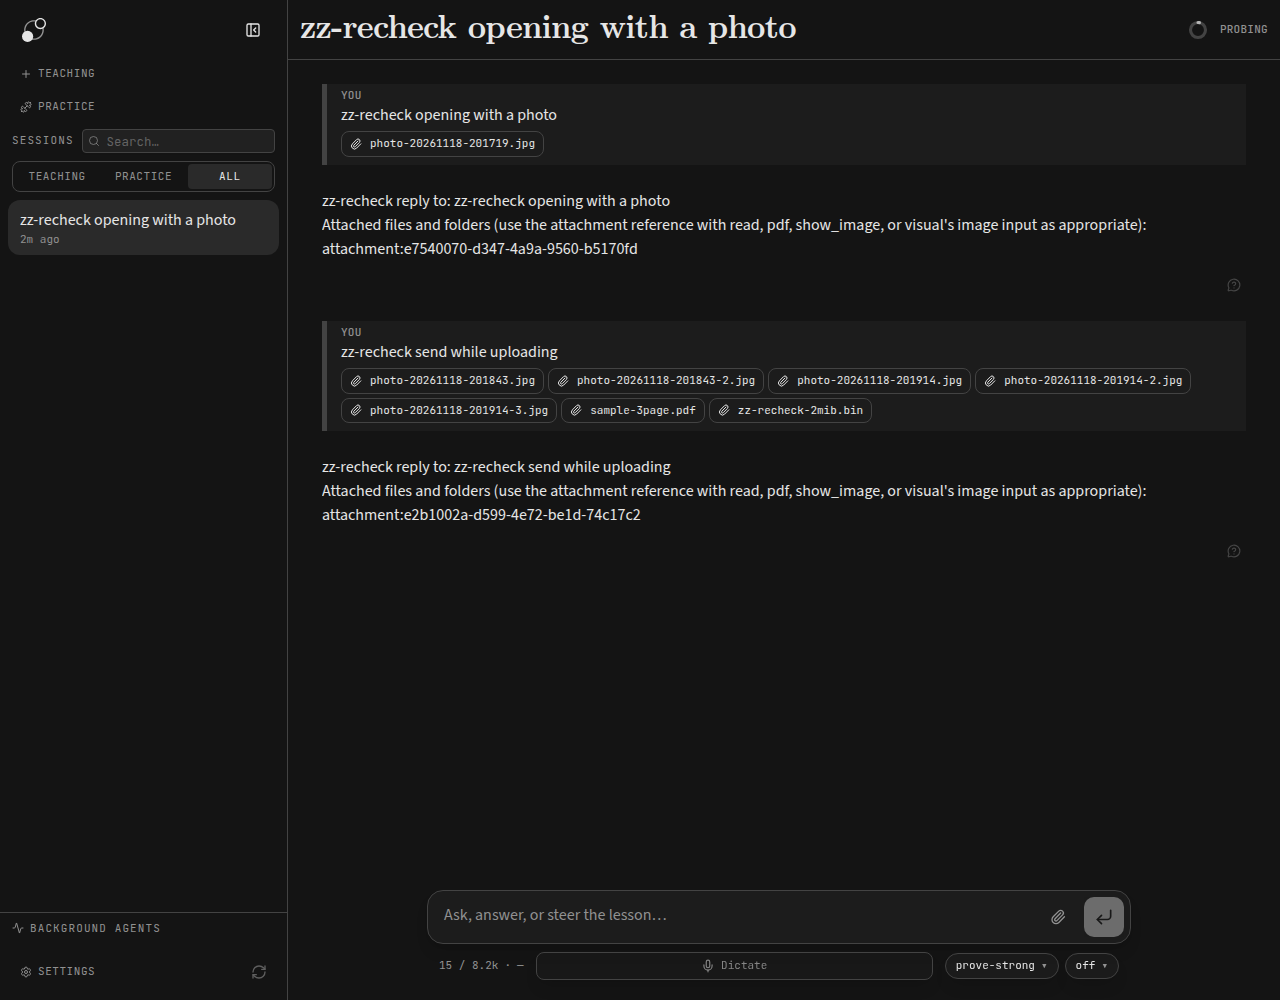 zz-recheck opening with a photo
PROBING
TEACHING
PRACTICE
SESSIONS
Search…
TEACHING PRACTICE ALL
zz-recheck opening with a photo
2m ago
YOU
zz-recheck opening with a photo
photo-20261118-201719.jpg
zz-recheck reply to: zz-recheck opening with a photo
Attached files and folders (use the attachment reference with read, pdf, show_image, or visual's image input as appropriate):
attachment:e7540070-d347-4a9a-9560-b5170fd
YOU
zz-recheck send while uploading
photo-20261118-201843.jpg photo-20261118-201843-2.jpg photo-20261118-201914.jpg photo-20261118-201914-2.jpg
photo-20261118-201914-3.jpg sample-3page.pdf zz-recheck-2mib.bin
zz-recheck reply to: zz-recheck send while uploading
Attached files and folders (use the attachment reference with read, pdf, show_image, or visual's image input as appropriate):
attachment:e2b1002a-d599-4e72-be1d-74c17c2
Ask, answer, or steer the lesson…
15 / 8.2k · —
Dictate
prove-strong
off
BACKGROUND AGENTS
SETTINGS